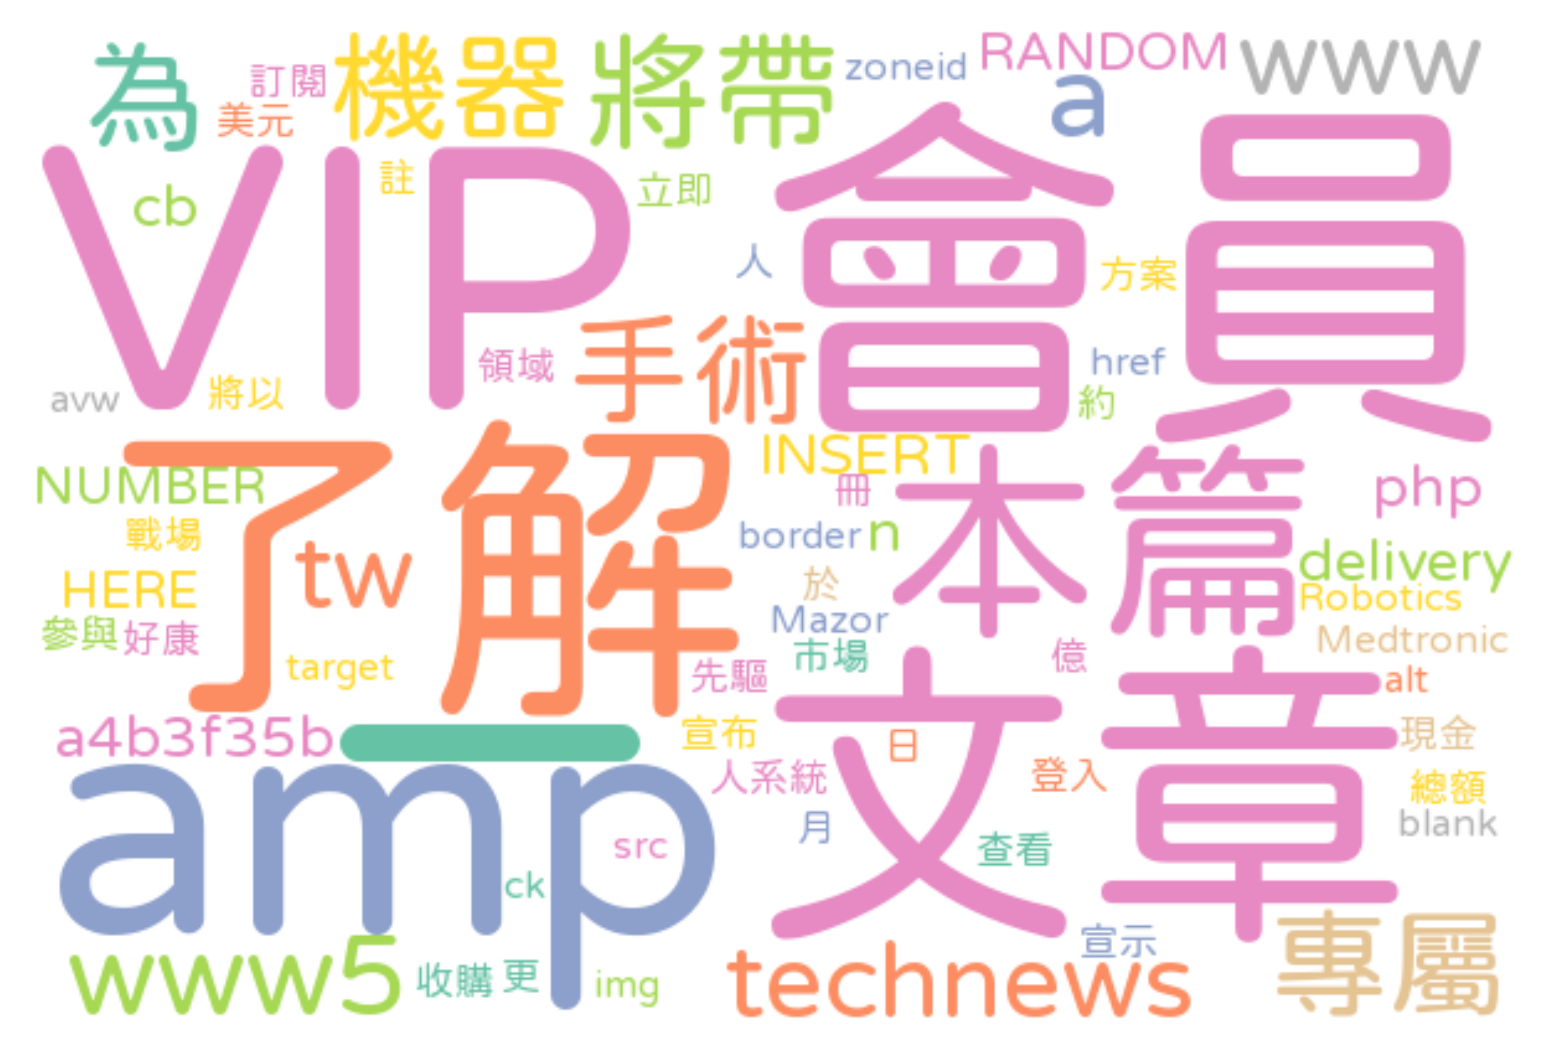 為
訂閱
美元
機器
將帶
zoneid
RANDOM
a
www
VIP
cb
註
立即
會員
人
方案
手術
領域
href
約
avw
將以
了解
INSERT
冊
本篇
php
NUMBER
戰場
tw
border
n
delivery
HERE
於
Robotics
Mazor
Medtronic
參與
好康
市場
億
target
先驅
文章
alt
a4b3f35b
一
宣布
日
現金
人系統
登入
總額
amp
月
blank
src
查看
ck
宣示
專屬
www5
收購
更
img
technews